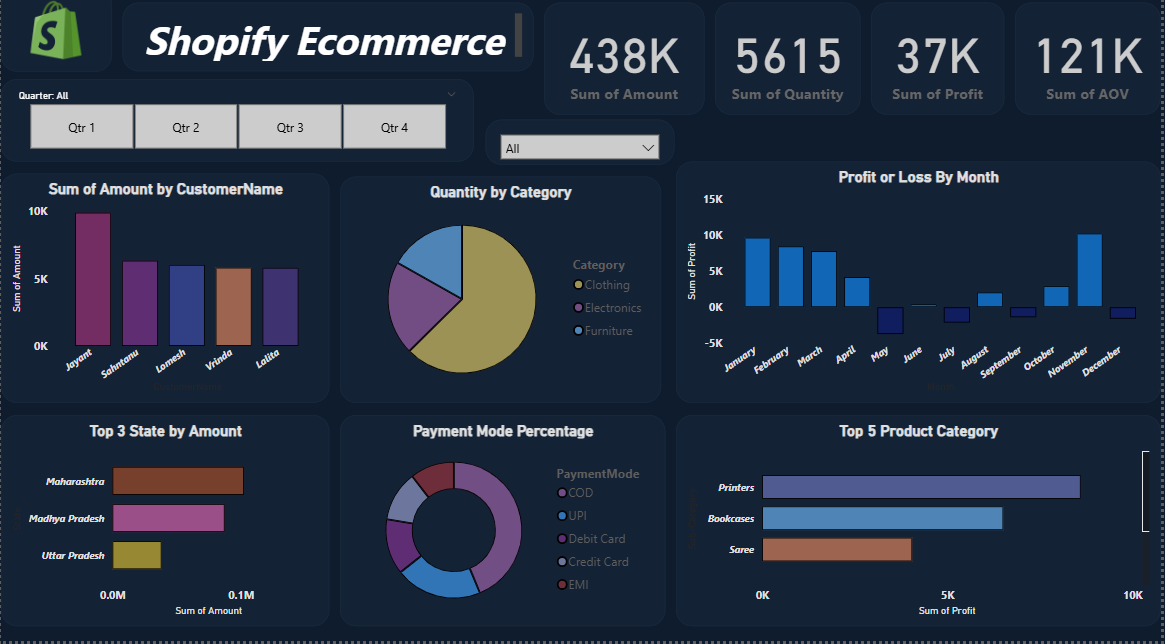 Shopify Ecommerce
438K
Sum of Amount
5615
Sum of Quantity
37K
Sum of Profit
121K
Sum of AOV
Quarter: All
Qtr 1
Qtr 2
Qtr 3
Qtr 4
All
Sum of Amount by CustomerName
Sum of Amount
10K
5K
0K
Jayant
Sahntanu
Lomesh
Vrinda
Lalita
Quantity by Category
Category
Clothing
Electronics
Furniture
Profit or Loss By Month
Sum of Profit
15K
10K
5K
0K
-5K
January
February
March
April
May
June
July
August
September
October
November
December
Top 3 State by Amount
Maharashtra
Madhya Pradesh
Uttar Pradesh
0.0M
0.1M
Sum of Amount
Payment Mode Percentage
PaymentMode
COD
UPI
Debit Card
Credit Card
EMI
Top 5 Product Category
Printers
Bookcases
Saree
0K
5K
10K
Sum of Profit